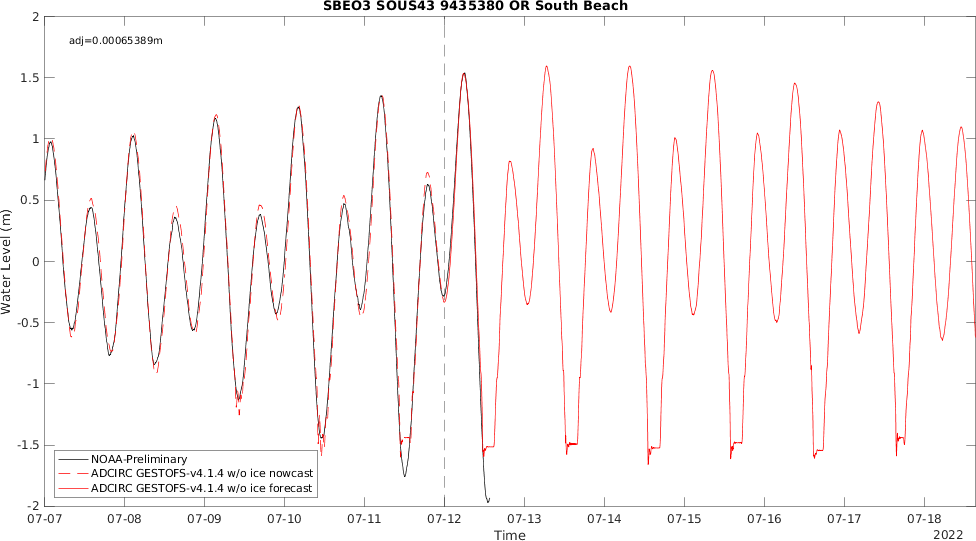 SBEO3 SOUS43 9435380 OR South Beach
adj=0.00065389m
Water Level (m)
2
1.5
1
0.5
0
-0.5
-1
-1.5
-2
NOAA-Preliminary
ADCIRC GESTOFS-v4.1.4 w/o ice nowcast
ADCIRC GESTOFS-v4.1.4 w/o ice forecast
07-07 07-08 07-09 07-10 07-11 07-12 07-13 07-14 07-15 07-16 07-17 07-18
Time
2022